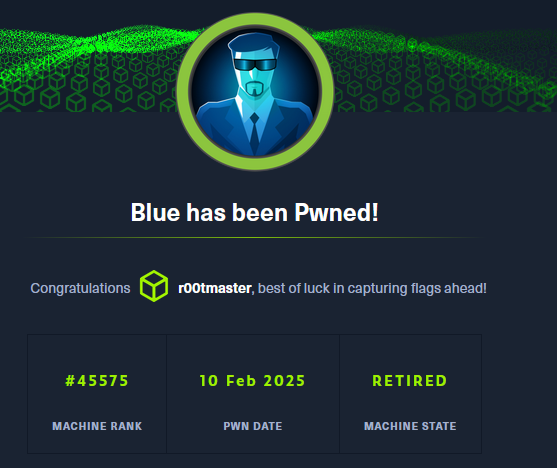 Blue has been Pwned!
Congratulations r00tmaster, best of luck in capturing flags ahead!
#45575 10 Feb 2025 RETIRED
MACHINE RANK PWN DATE MACHINE STATE